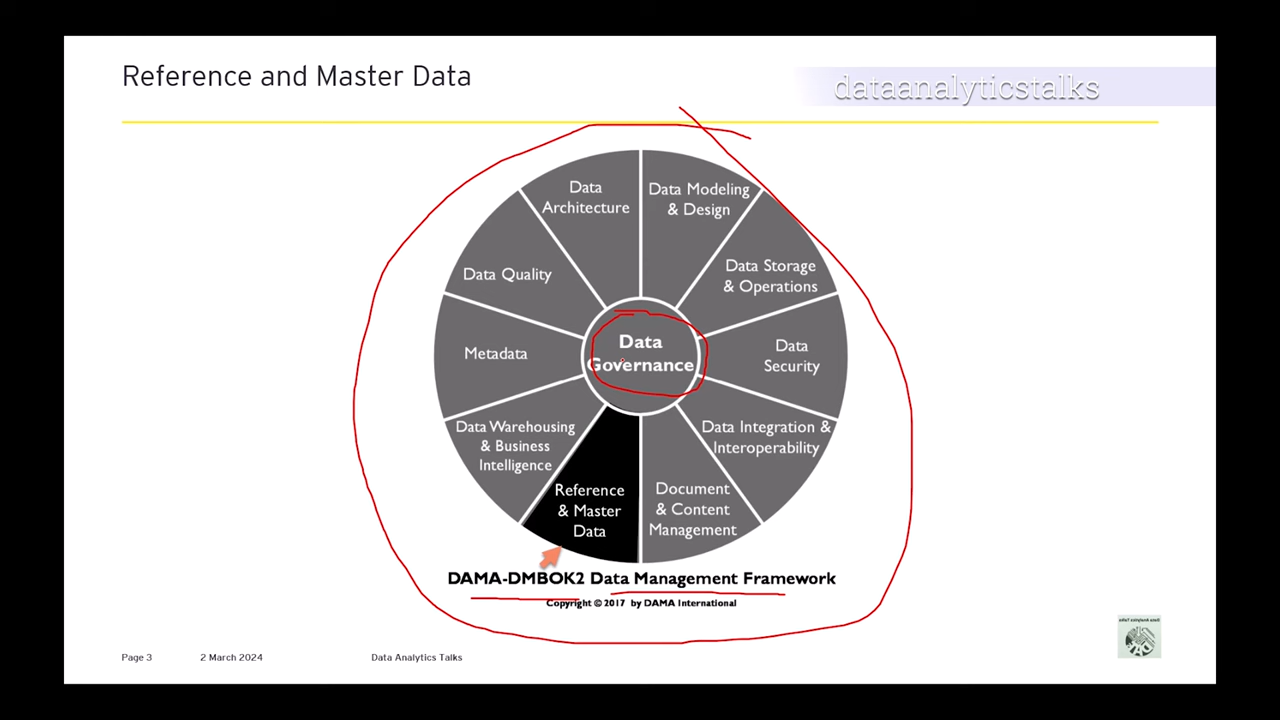 Reference and Master Data
dataanalyticstalks
Data
Architecture
Data Modeling
& Design
Data Quality
Data Storage
& Operations
Metadata
Data
Governance
Data
Security
Data Warehousing
& Business
Intelligence
Data Integration &
Interoperability
Reference
& Master
Data
Document
& Content
Management
DAMA-DMBOK2 Data Management Framework
Copyright © 2017 by DAMA International
Page 3
2 March 2024
Data Analytics Talks